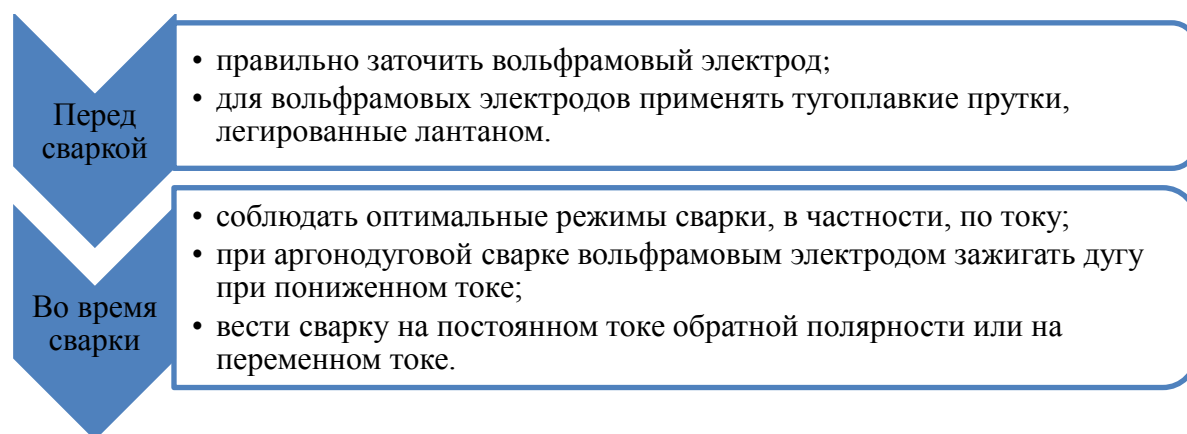 Перед
сваркой
• правильно заточить вольфрамовый электрод;
• для вольфрамовых электродов применять тугоплавкие прутки,
легированные лантаном.
Во время
сварки
• соблюдать оптимальные режимы сварки, в частности, по току;
• при аргонодуговой сварке вольфрамовым электродом зажигать дугу
при пониженном токе;
• вести сварку на постоянном токе обратной полярности или на
переменном токе.